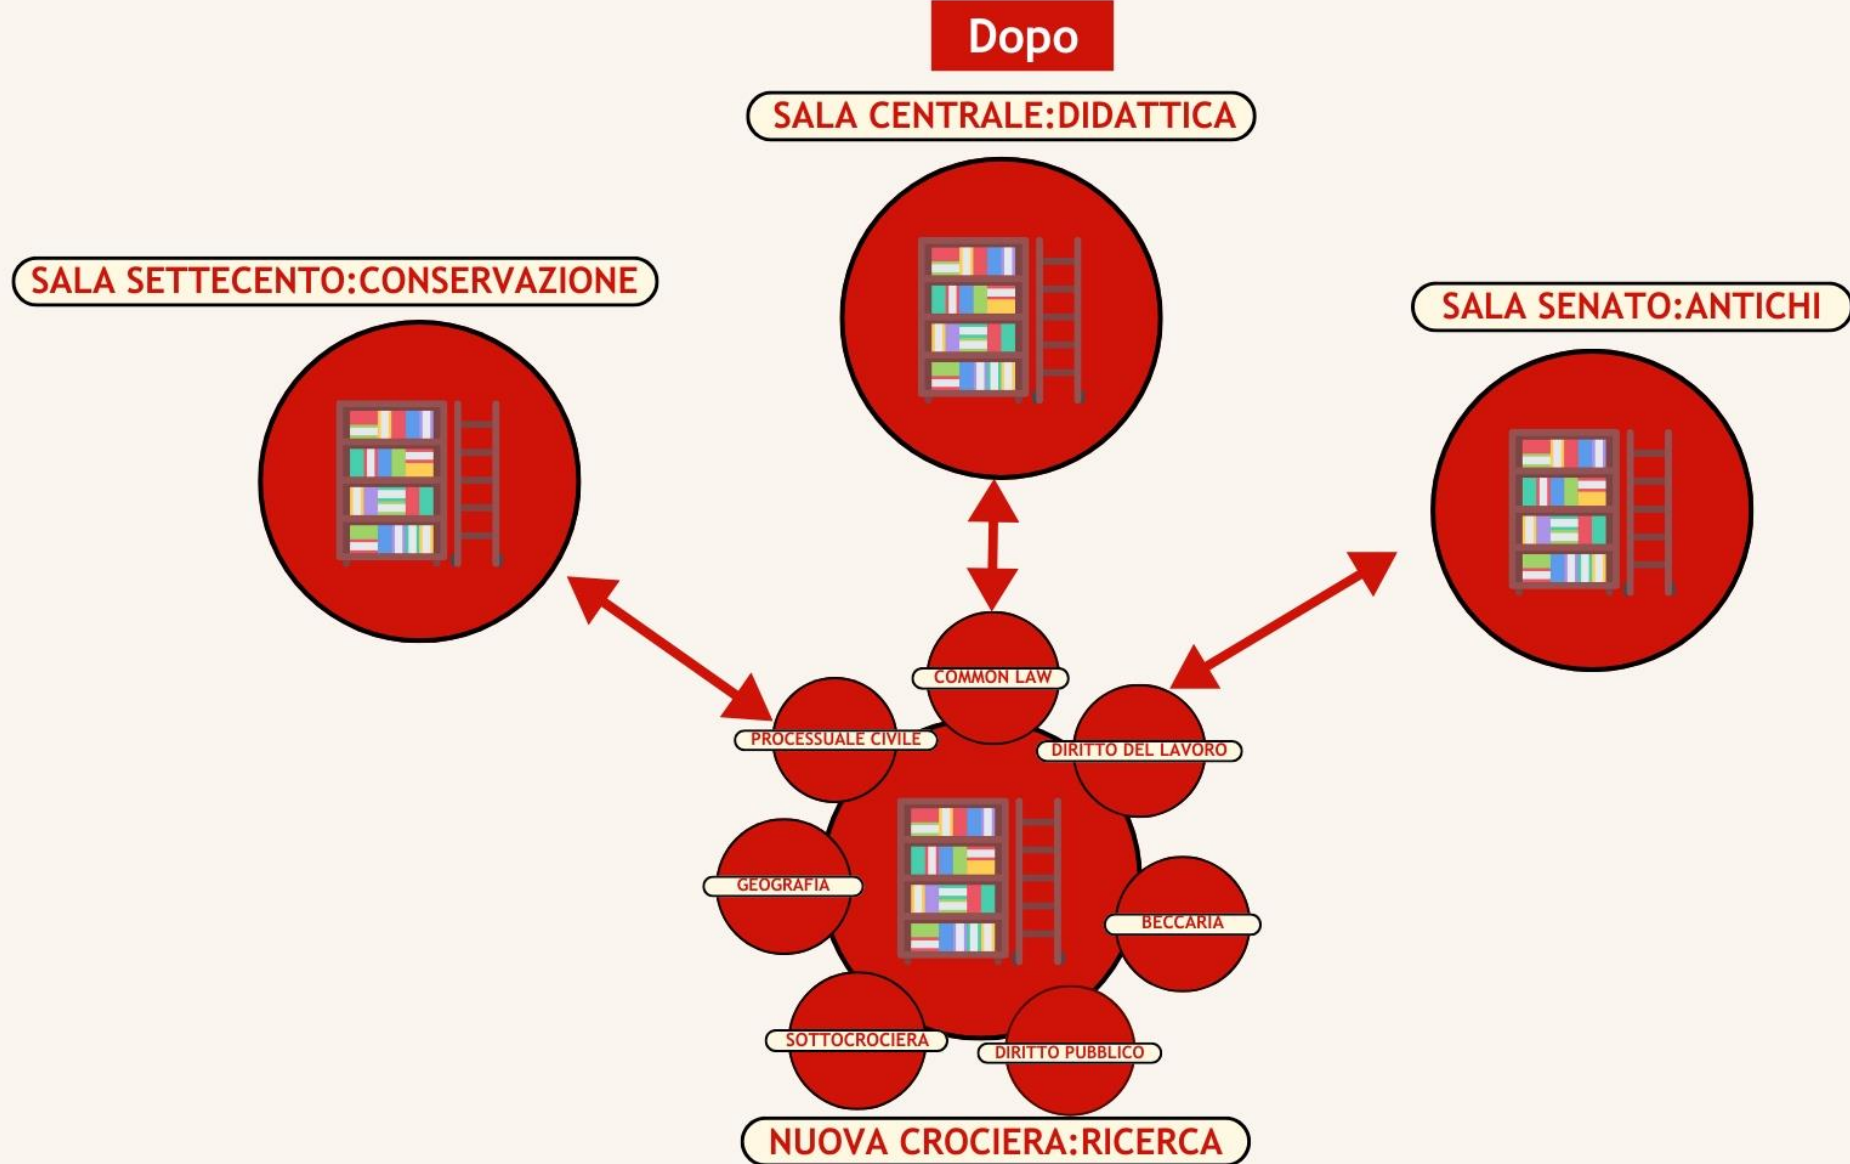 Dopo
SALA CENTRALE:DIDATTICA
SALA SETTECENTO:CONSERVAZIONE
SALA SENATO:ANTICHI
COMMON LAW
PROCESSUALE CIVILE
DIRITTO DEL LAVORO
GEOGRAFIA
BECCARIA
SOTTOCROCIERA
DIRITTO PUBBLICO
NUOVA CROCIERA:RICERCA